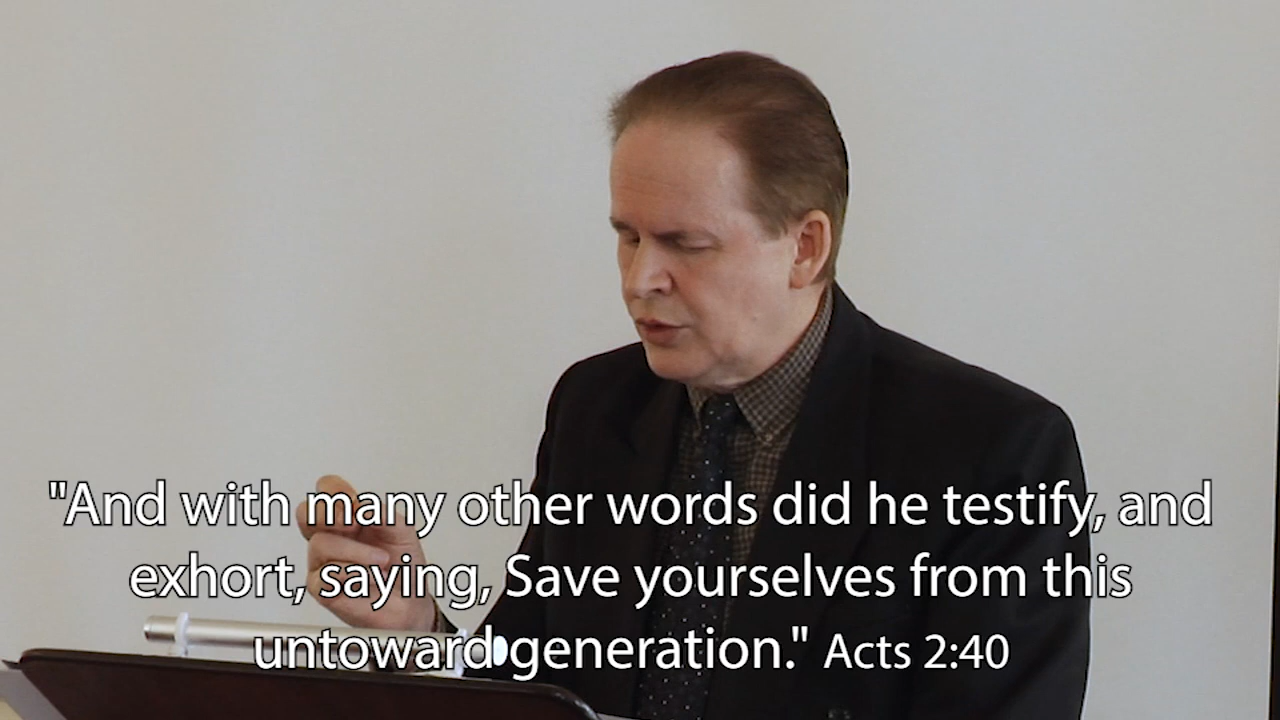 "And with many other words did he testify, and
exhort, saying, Save yourselves from this
untoward generation." Acts 2:40